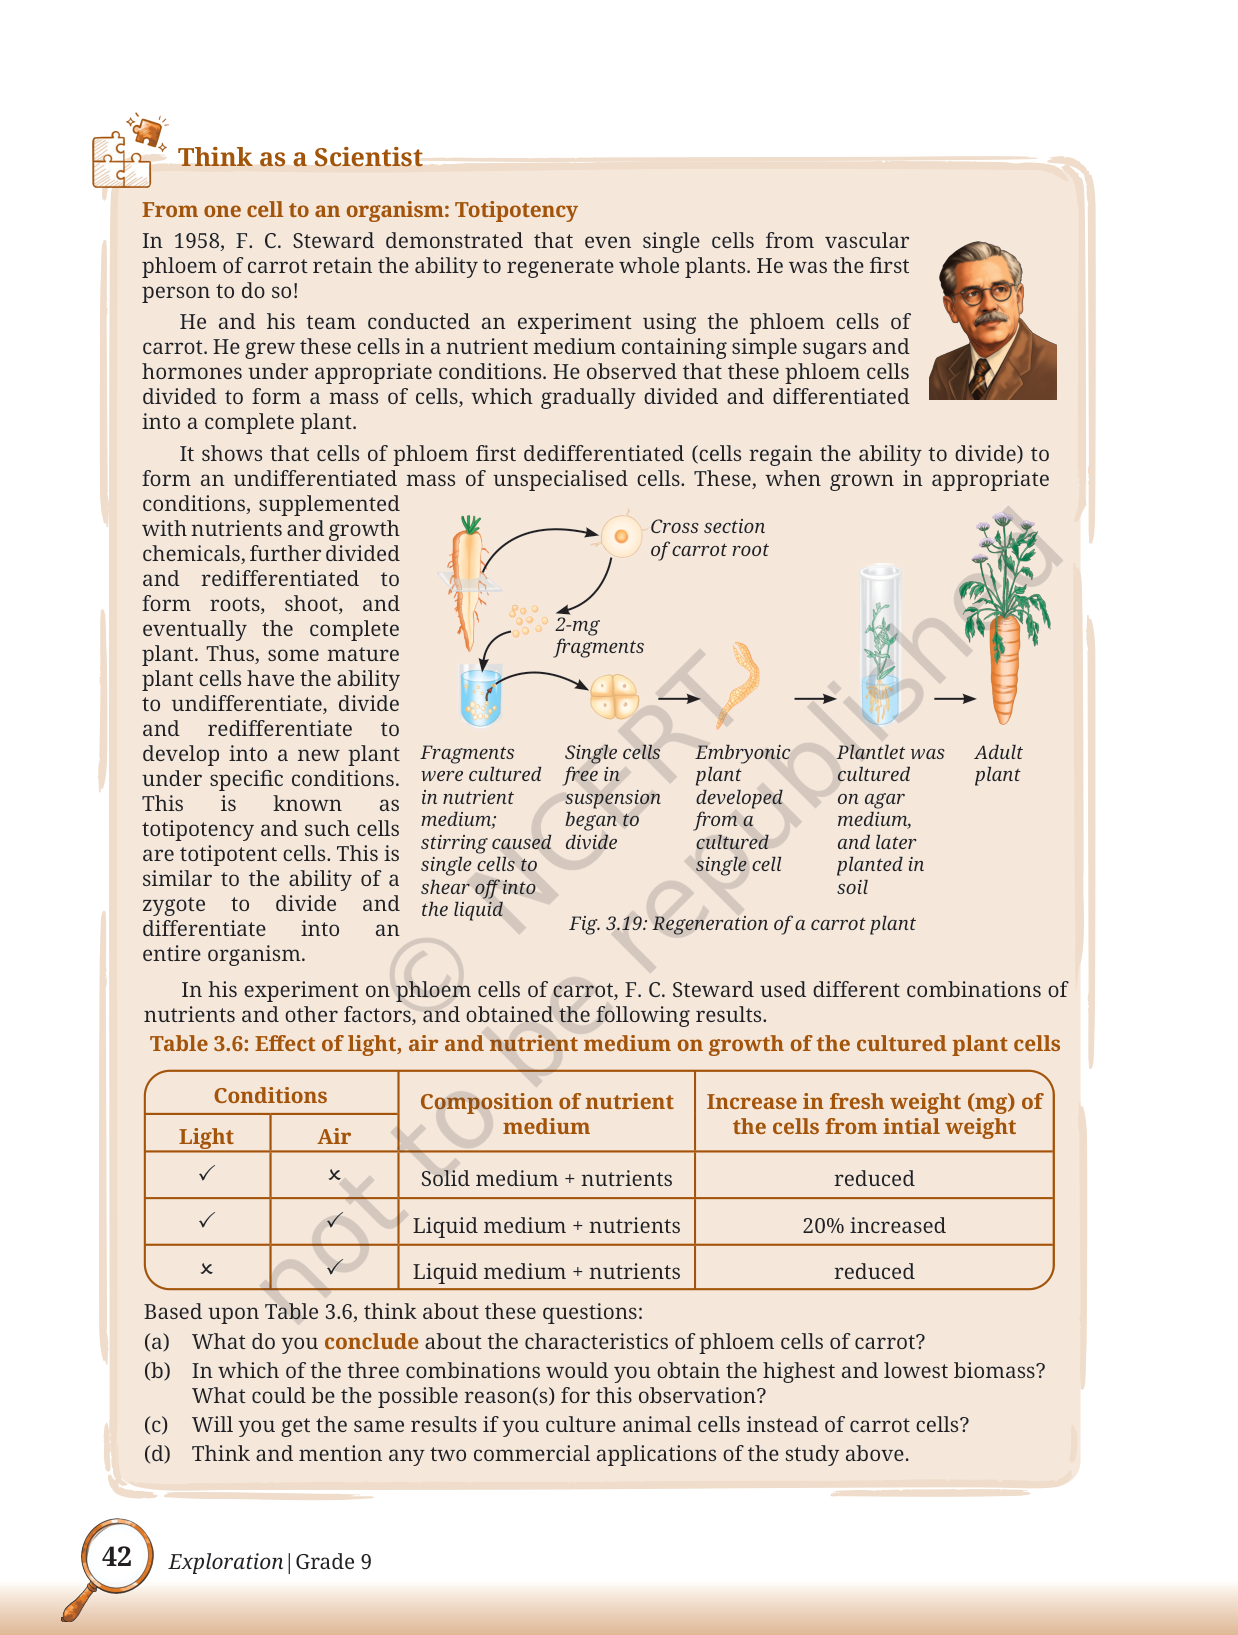 Think as a Scientist
From one cell to an organism: Totipotency
In 1958, F. C. Steward demonstrated that even single cells from vascular
phloem of carrot retain the ability to regenerate whole plants. He was the first
person to do so!
He and his team conducted an experiment using the phloem cells of
carrot. He grew these cells in a nutrient medium containing simple sugars and
hormones under appropriate conditions. He observed that these phloem cells
divided to form a mass of cells, which gradually divided and differentiated
into a complete plant.
It shows that cells of phloem first dedifferentiated (cells regain the ability to divide) to
form an undifferentiated mass of unspecialised cells. These, when grown in appropriate
conditions, supplemented
with nutrients and growth
chemicals, further divided
and redifferentiated to
form roots, shoot, and
eventually the complete
plant. Thus, some mature
plant cells have the ability
to undifferentiate, divide
and redifferentiate to
develop into a new plant
under specific conditions.
This is known as
totipotency and such cells
are totipotent cells. This is
similar to the ability of a
zygote to divide and
differentiate into an
entire organism.
Cross section
of carrot root
2-mg
fragments
Fragments
were cultured
in nutrient
medium;
stirring caused
single cells to
shear off into
the liquid
Single cells
free in
suspension
began to
divide
Embryonic
plant
developed
from a
cultured
single cell
Plantlet was
cultured
on agar
medium,
and later
planted in
soil
Adult
plant
Fig. 3.19: Regeneration of a carrot plant
In his experiment on phloem cells of carrot, F. C. Steward used different combinations of
nutrients and other factors, and obtained the following results.
Table 3.6: Effect of light, air and nutrient medium on growth of the cultured plant cells
Conditions
Light Air
Composition of nutrient
medium
Increase in fresh weight (mg) of
the cells from intial weight
✓ ✗ Solid medium + nutrients reduced
✓ ✓ Liquid medium + nutrients 20% increased
✗ ✓ Liquid medium + nutrients reduced
Based upon Table 3.6, think about these questions:
(a) What do you conclude about the characteristics of phloem cells of carrot?
(b) In which of the three combinations would you obtain the highest and lowest biomass?
What could be the possible reason(s) for this observation?
(c) Will you get the same results if you culture animal cells instead of carrot cells?
(d) Think and mention any two commercial applications of the study above.
© NCERT
not to be republished
42
Exploration|Grade 9